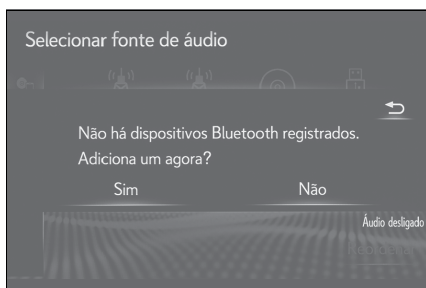 Selecionar fonte de áudio
Não há dispositivos Bluetooth registrados.
Adiciona um agora?
Sim Não
Áudio desligado